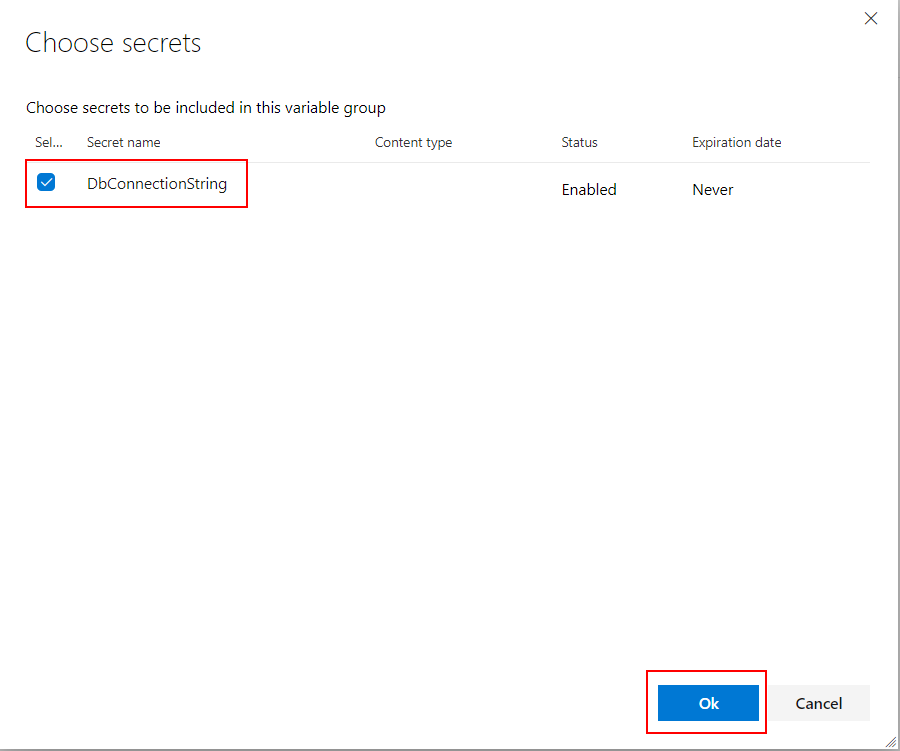 Choose secrets
Choose secrets to be included in this variable group
Sel... Secret name Content type Status Expiration date
DbConnectionString Enabled Never
Ok Cancel